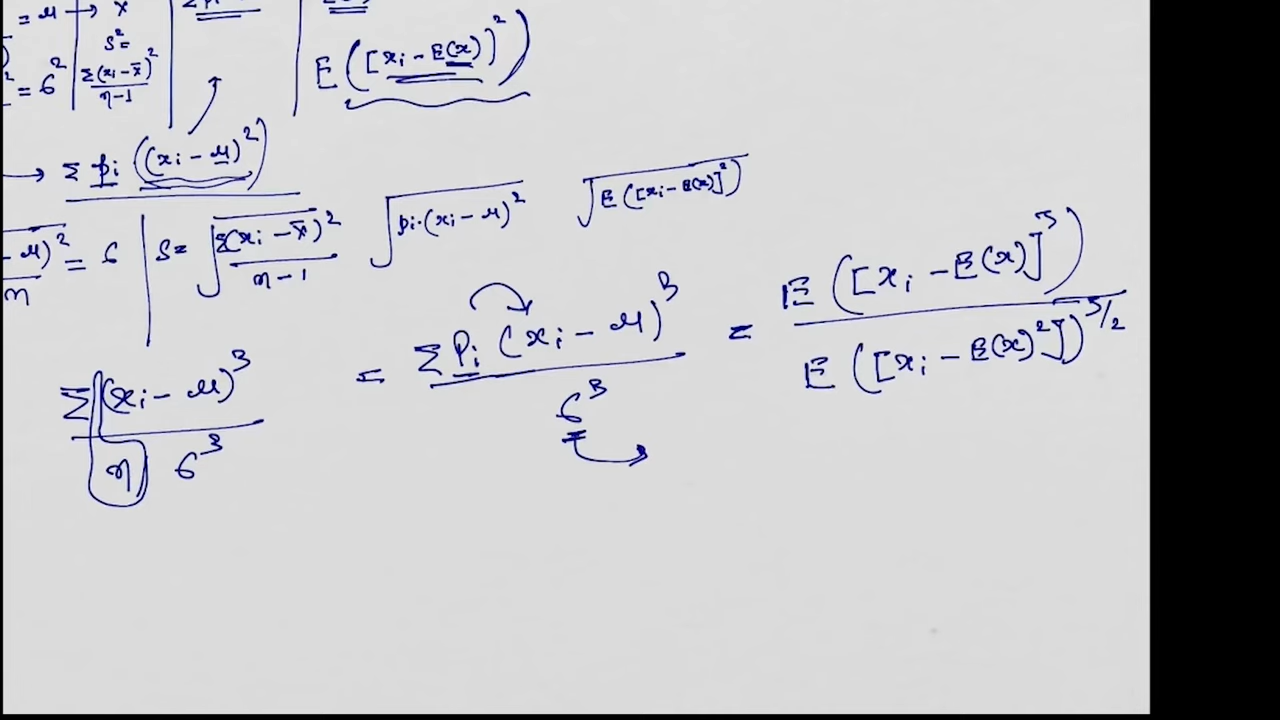 = μ → x̄
s² =
= σ²
Σ(xᵢ − x̄)²
n−1
E([xᵢ − E(x)]²)
→ Σ pᵢ ((xᵢ − μ)²)
− μ)²
n
= σ
s = √
Σ(xᵢ − x̄)²
n−1
√ pᵢ·(xᵢ − μ)²
√ E([xᵢ − E(x)]²)
Σ (xᵢ − μ)³
n σ³
= Σ pᵢ (xᵢ − μ)³
σ³
= E([xᵢ − E(x)]³)
E([xᵢ − E(x)²])^3/2